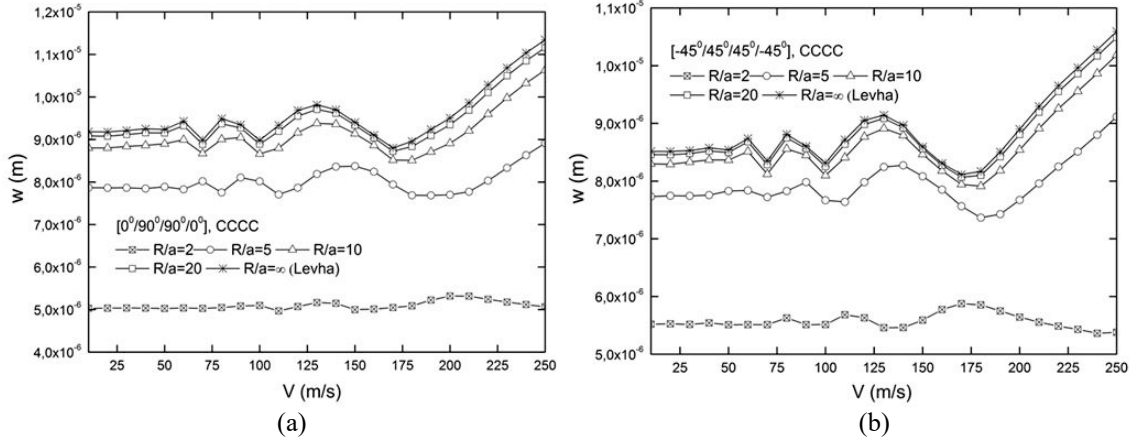 1,2x10⁻⁵
1,1x10⁻⁵
1,0x10⁻⁵
9,0x10⁻⁶
8,0x10⁻⁶
7,0x10⁻⁶
6,0x10⁻⁶
5,0x10⁻⁶
4,0x10⁻⁶
w (m)
[0⁰/90⁰/90⁰/0⁰], CCCC
R/a=2 R/a=5 R/a=10
R/a=20 R/a=∞ (Levha)
25 50 75 100 125 150 175 200 225 250
V (m/s)
(a)
1,1x10⁻⁵
1,0x10⁻⁵
9,0x10⁻⁶
8,0x10⁻⁶
7,0x10⁻⁶
6,0x10⁻⁶
5,0x10⁻⁶
w (m)
[-45⁰/45⁰/45⁰/-45⁰], CCCC
R/a=2 R/a=5 R/a=10
R/a=20 R/a=∞ (Levha)
25 50 75 100 125 150 175 200 225 250
V (m/s)
(b)